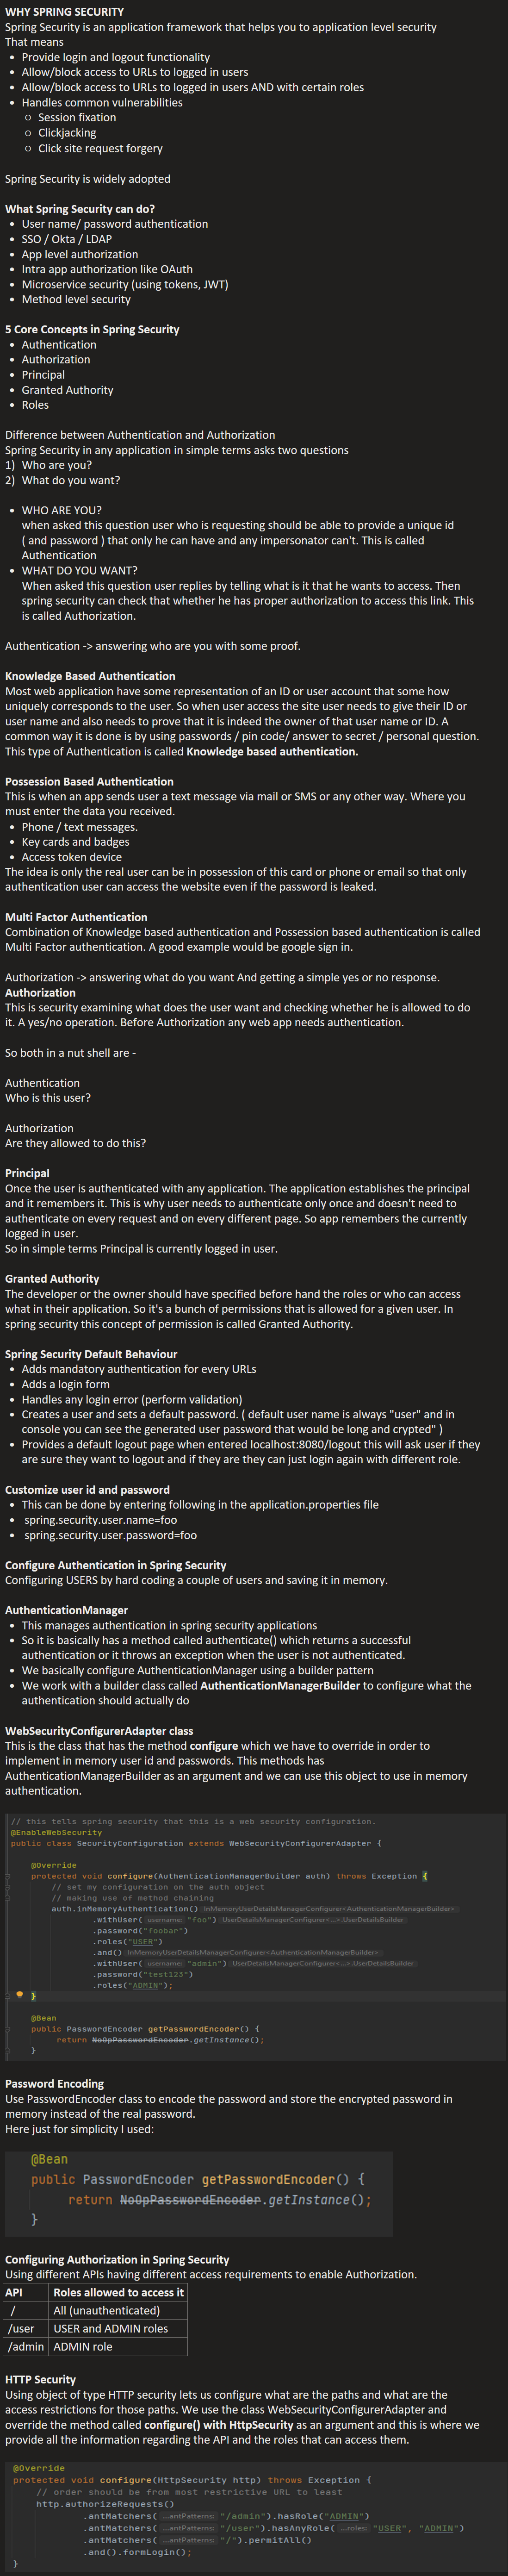 WHY SPRING SECURITY
Spring Security is an application framework that helps you to application level security
That means
• Provide login and logout functionality
• Allow/block access to URLs to logged in users
• Allow/block access to URLs to logged in users AND with certain roles
• Handles common vulnerabilities
○ Session fixation
○ Clickjacking
○ Click site request forgery
Spring Security is widely adopted
What Spring Security can do?
• User name/ password authentication
• SSO / Okta / LDAP
• App level authorization
• Intra app authorization like OAuth
• Microservice security (using tokens, JWT)
• Method level security
5 Core Concepts in Spring Security
• Authentication
• Authorization
• Principal
• Granted Authority
• Roles
Difference between Authentication and Authorization
Spring Security in any application in simple terms asks two questions
1) Who are you?
2) What do you want?
• WHO ARE YOU?
when asked this question user who is requesting should be able to provide a unique id
( and password ) that only he can have and any impersonator can't. This is called
Authentication
• WHAT DO YOU WANT?
When asked this question user replies by telling what is it that he wants to access. Then
spring security can check that whether he has proper authorization to access this link. This
is called Authorization.
Authentication -> answering who are you with some proof.
Knowledge Based Authentication
Most web application have some representation of an ID or user account that some how
uniquely corresponds to the user. So when user access the site user needs to give their ID or
user name and also needs to prove that it is indeed the owner of that user name or ID. A
common way it is done is by using passwords / pin code/ answer to secret / personal question.
This type of Authentication is called Knowledge based authentication.
Possession Based Authentication
This is when an app sends user a text message via mail or SMS or any other way. Where you
must enter the data you received.
• Phone / text messages.
• Key cards and badges
• Access token device
The idea is only the real user can be in possession of this card or phone or email so that only
authentication user can access the website even if the password is leaked.
Multi Factor Authentication
Combination of Knowledge based authentication and Possession based authentication is called
Multi Factor authentication. A good example would be google sign in.
Authorization -> answering what do you want And getting a simple yes or no response.
Authorization
This is security examining what does the user want and checking whether he is allowed to do
it. A yes/no operation. Before Authorization any web app needs authentication.
So both in a nut shell are -
Authentication
Who is this user?
Authorization
Are they allowed to do this?
Principal
Once the user is authenticated with any application. The application establishes the principal
and it remembers it. This is why user needs to authenticate only once and doesn't need to
authenticate on every request and on every different page. So app remembers the currently
logged in user.
So in simple terms Principal is currently logged in user.
Granted Authority
The developer or the owner should have specified before hand the roles or who can access
what in their application. So it's a bunch of permissions that is allowed for a given user. In
spring security this concept of permission is called Granted Authority.
Spring Security Default Behaviour
• Adds mandatory authentication for every URLs
• Adds a login form
• Handles any login error (perform validation)
• Creates a user and sets a default password. ( default user name is always "user" and in
console you can see the generated user password that would be long and crypted" )
• Provides a default logout page when entered localhost:8080/logout this will ask user if they
are sure they want to logout and if they are they can just login again with different role.
Customize user id and password
• This can be done by entering following in the application.properties file
• spring.security.user.name=foo
• spring.security.user.password=foo
Configure Authentication in Spring Security
Configuring USERS by hard coding a couple of users and saving it in memory.
AuthenticationManager
• This manages authentication in spring security applications
• So it is basically has a method called authenticate() which returns a successful
authentication or it throws an exception when the user is not authenticated.
• We basically configure AuthenticationManager using a builder pattern
• We work with a builder class called AuthenticationManagerBuilder to configure what the
authentication should actually do
WebSecurityConfigurerAdapter class
This is the class that has the method configure which we have to override in order to
implement in memory user id and passwords. This methods has
AuthenticationManagerBuilder as an argument and we can use this object to use in memory
authentication.
// this tells spring security that this is a web security configuration.
@EnableWebSecurity
public class SecurityConfiguration extends WebSecurityConfigurerAdapter {
@Override
protected void configure(AuthenticationManagerBuilder auth) throws Exception {
// set my configuration on the auth object
// making use of method chaining
auth.inMemoryAuthentication() InMemoryUserDetailsManagerConfigurer<AuthenticationManagerBuilder>
.withUser( username: "foo") UserDetailsManagerConfigurer<...>.UserDetailsBuilder
.password("foobar")
.roles("USER")
.and() InMemoryUserDetailsManagerConfigurer<AuthenticationManagerBuilder>
.withUser( username: "admin") UserDetailsManagerConfigurer<...>.UserDetailsBuilder
.password("test123")
.roles("ADMIN");
}
@Bean
public PasswordEncoder getPasswordEncoder() {
return NoOpPasswordEncoder.getInstance();
}
Password Encoding
Use PasswordEncoder class to encode the password and store the encrypted password in
memory instead of the real password.
Here just for simplicity I used:
@Bean
public PasswordEncoder getPasswordEncoder() {
return NoOpPasswordEncoder.getInstance();
}
Configuring Authorization in Spring Security
Using different APIs having different access requirements to enable Authorization.
API Roles allowed to access it
/ All (unauthenticated)
/user USER and ADMIN roles
/admin ADMIN role
HTTP Security
Using object of type HTTP security lets us configure what are the paths and what are the
access restrictions for those paths. We use the class WebSecurityConfigurerAdapter and
override the method called configure() with HttpSecurity as an argument and this is where we
provide all the information regarding the API and the roles that can access them.
@Override
protected void configure(HttpSecurity http) throws Exception {
// order should be from most restrictive URL to least
http.authorizeRequests()
.antMatchers( ...antPatterns: "/admin").hasRole("ADMIN")
.antMatchers( ...antPatterns: "/user").hasAnyRole( ...roles: "USER", "ADMIN")
.antMatchers( ...antPatterns: "/").permitAll()
.and().formLogin();
}